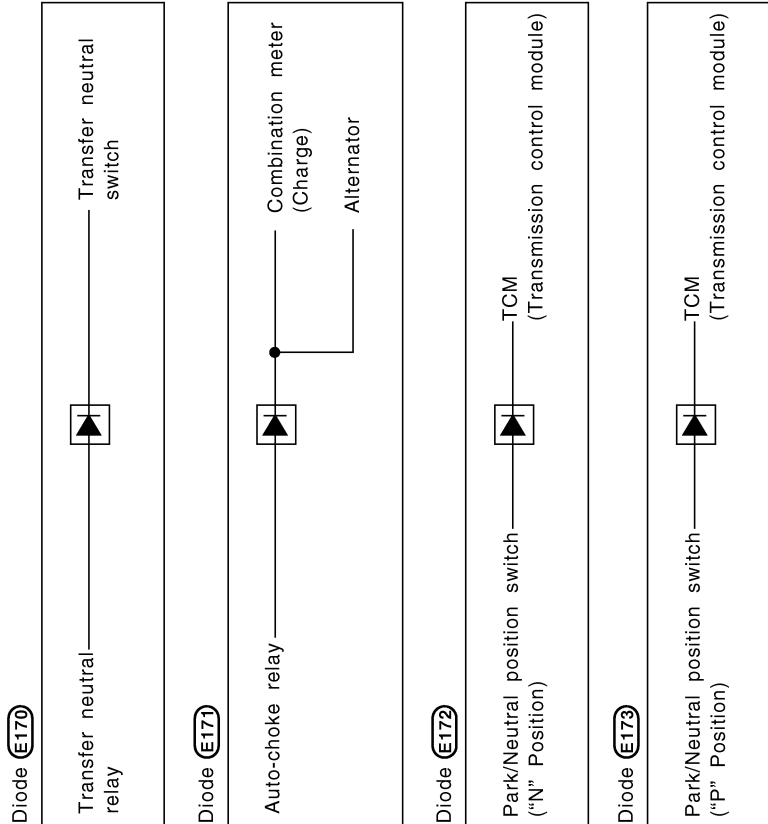 Diode E170
Transfer neutral
relay
Transfer neutral
switch
Diode E171
Auto-choke relay
Combination meter
(Charge)
Alternator
Diode E172
Park/Neutral position switch
(“N” Position)
TCM
(Transmission control module)
Diode E173
Park/Neutral position switch
(“P” Position)
TCM
(Transmission control module)